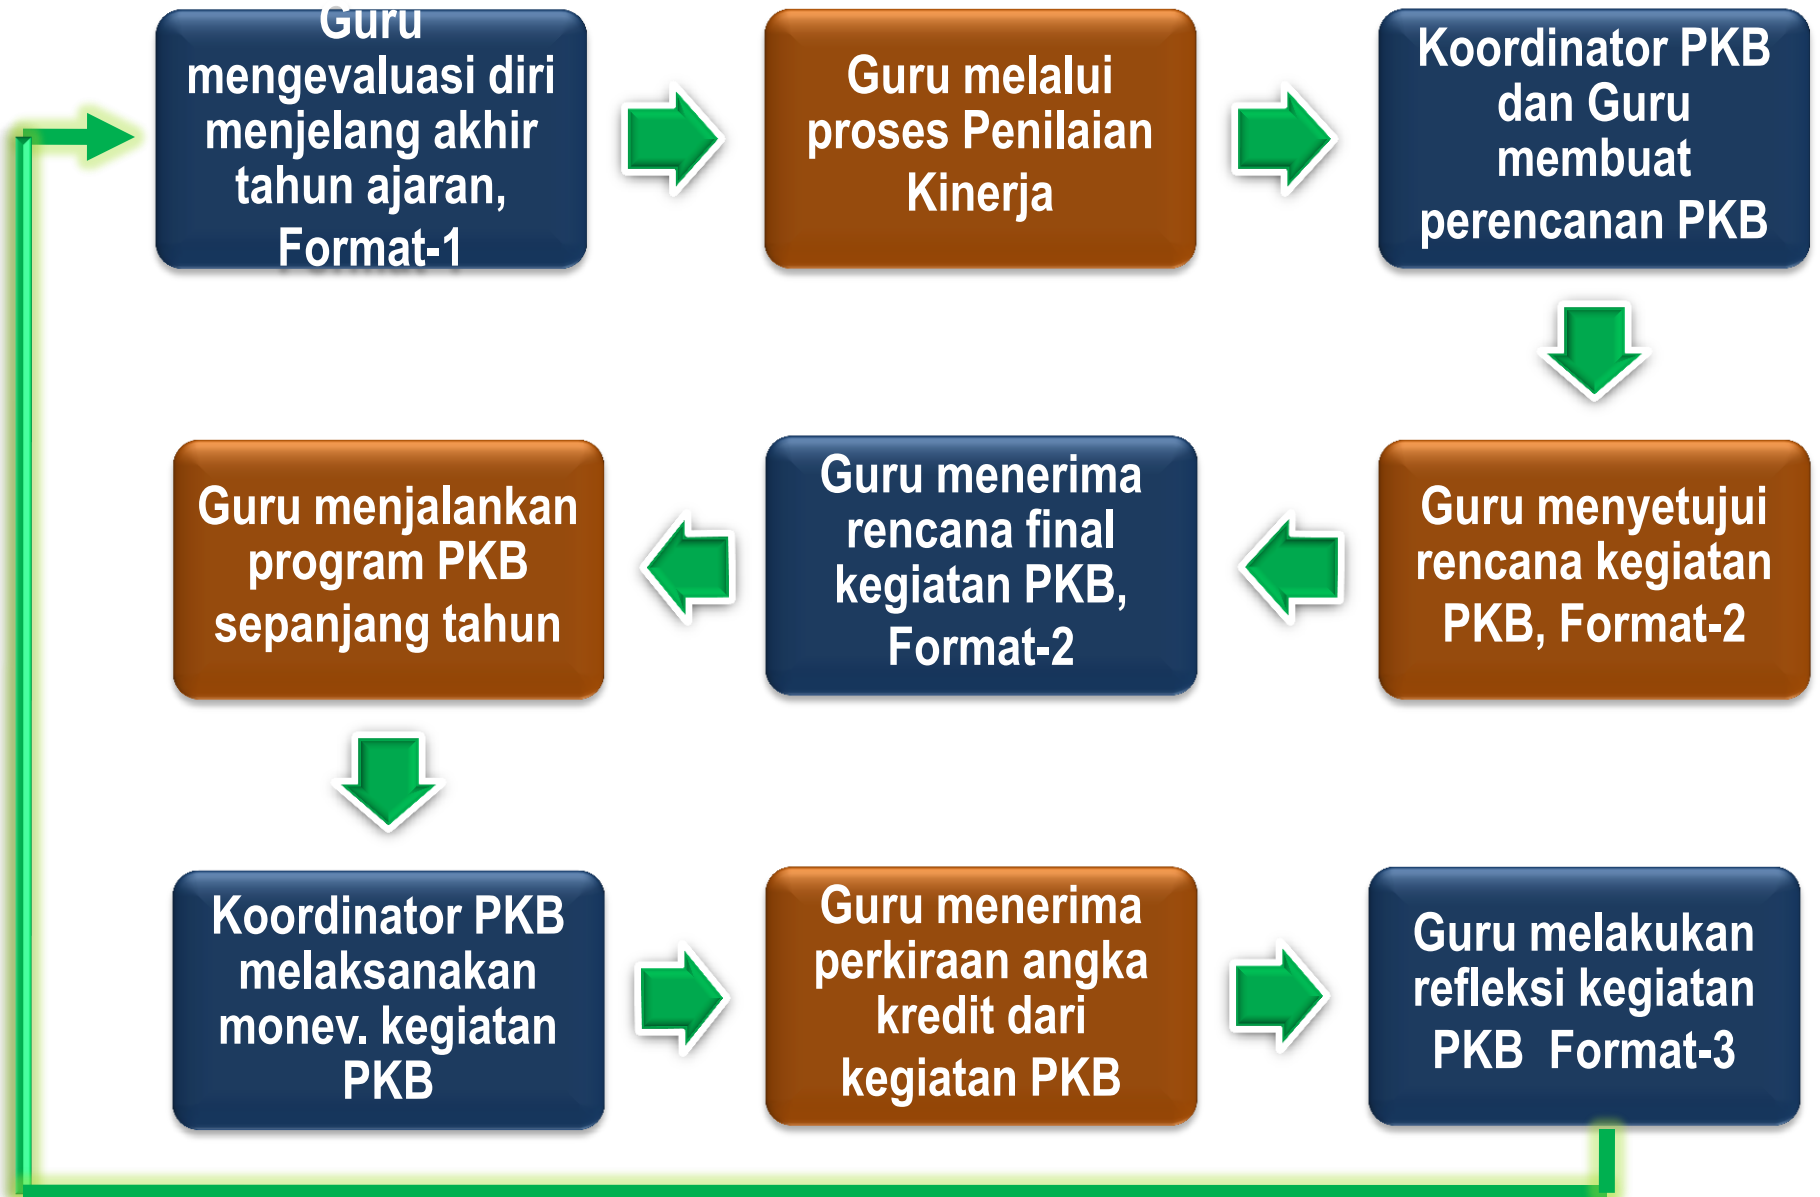 Guru
mengevaluasi diri
menjelang akhir
tahun ajaran,
Format-1
Guru melalui
proses Penilaian
Kinerja
Koordinator PKB
dan Guru
membuat
perencanan PKB
Guru menyetujui
rencana kegiatan
PKB, Format-2
Guru menerima
rencana final
kegiatan PKB,
Format-2
Guru menjalankan
program PKB
sepanjang tahun
Koordinator PKB
melaksanakan
monev. kegiatan
PKB
Guru menerima
perkiraan angka
kredit dari
kegiatan PKB
Guru melakukan
refleksi kegiatan
PKB  Format-3